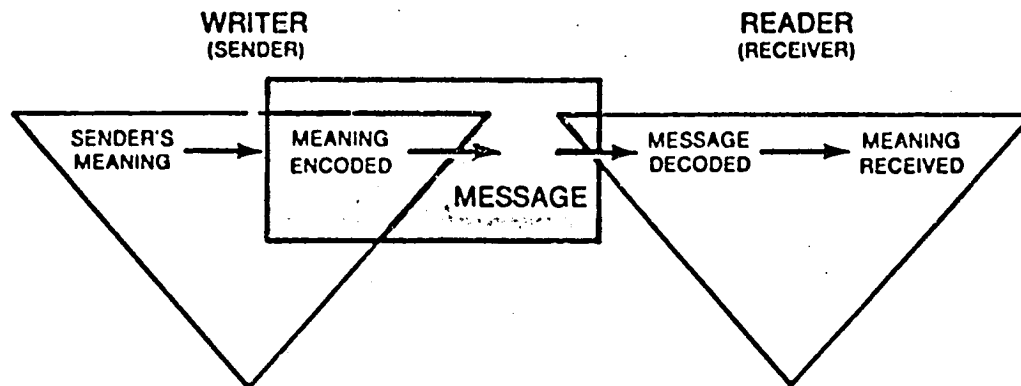 WRITER
(SENDER)
READER
(RECEIVER)
SENDER'S
MEANING
MEANING
ENCODED
MESSAGE
DECODED
MEANING
RECEIVED
MESSAGE